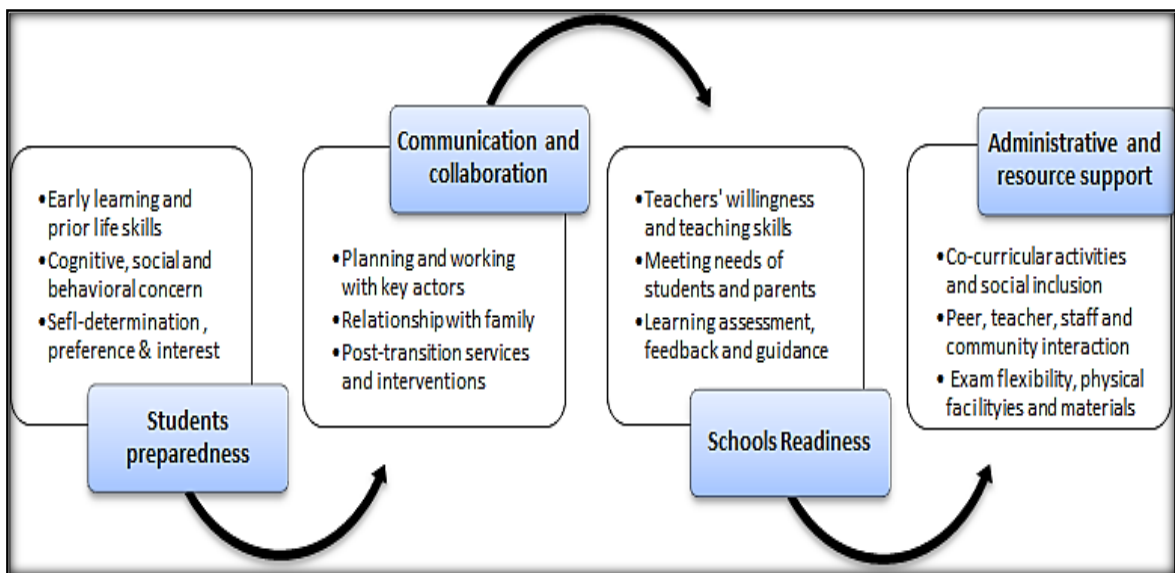 •Early learning and
prior life skills
•Cognitive, social and
behavioral concern
•Sefl-determination ,
preference & interest
Students
preparedness
Communication and
collaboration
•Planning and working
with key actors
•Relationship with family
•Post-transition services
and interventions
•Teachers' willingness
and teaching skills
•Meeting needs of
students and parents
•Learning assessment,
feedback and guidance
Schools Readiness
Administrative and
resource support
•Co-curricular activities
and social inclusion
•Peer, teacher, staff and
community interaction
• Exam flexibility, physical
facilityies and materials